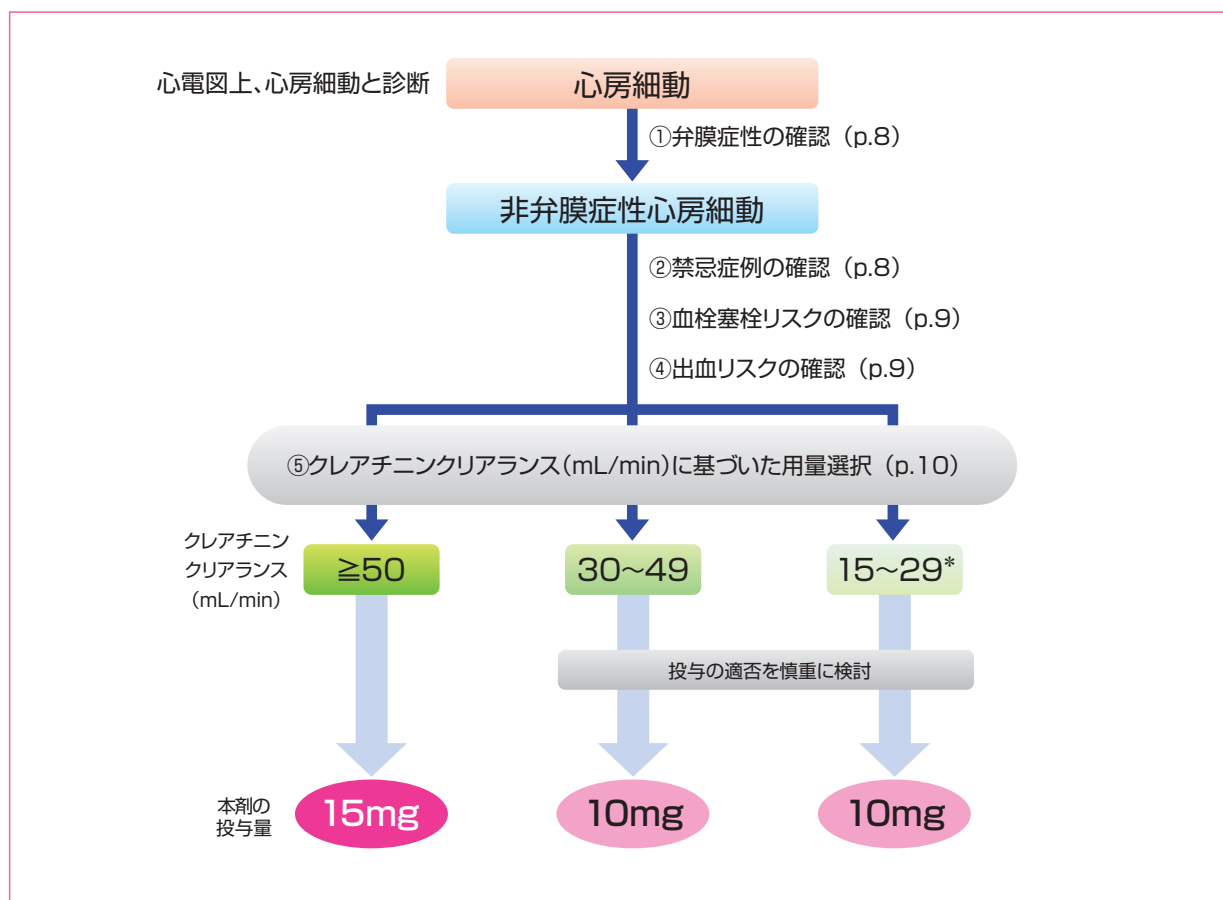 心電図上、心房細動と診断
心房細動
①弁膜症性の確認（p.8）
非弁膜症性心房細動
②禁忌症例の確認（p.8）
③血栓塞栓リスクの確認（p.9）
④出血リスクの確認（p.9）
⑤クレアチニンクリアランス（mL/min）に基づいた用量選択（p.10）
クレアチニン
クリアランス
（mL/min）
≧50
30～49
15～29*
投与の適否を慎重に検討
本剤の
投与量
15mg
10mg
10mg